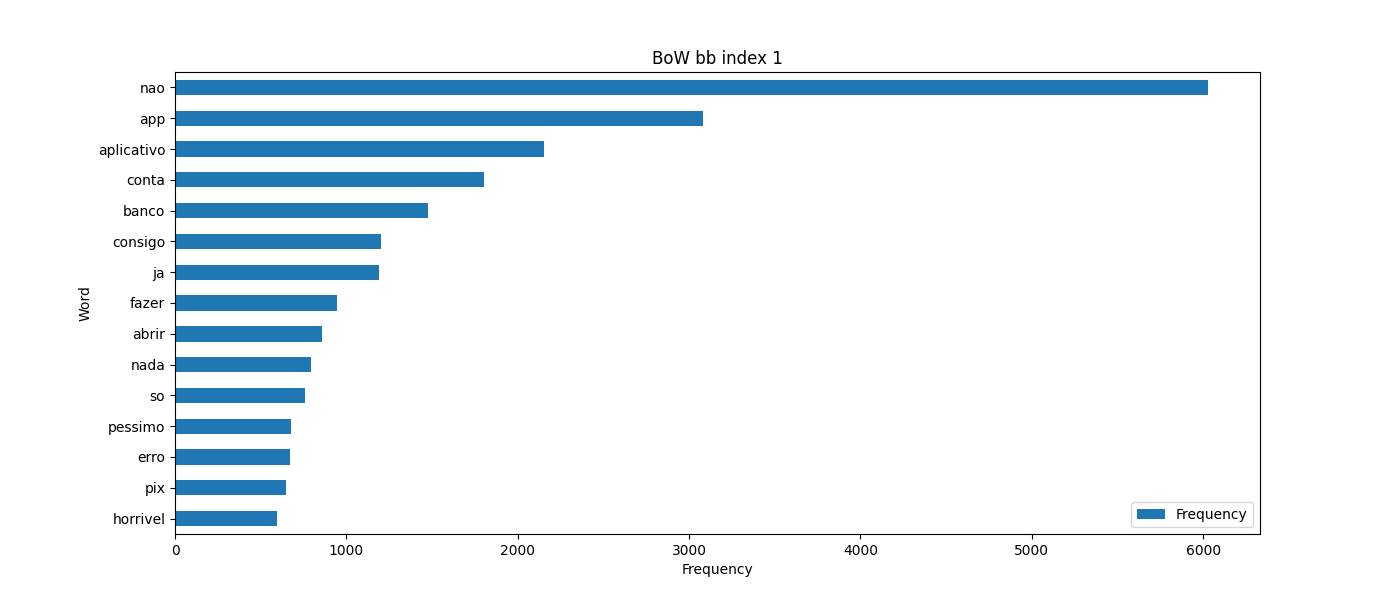 BoW bb index 1
nao
app
aplicativo
conta
banco
consigo
ja
fazer
abrir
nada
so
pessimo
erro
pix
horrivel
Word
0 1000 2000 3000 4000 5000 6000
Frequency
Frequency